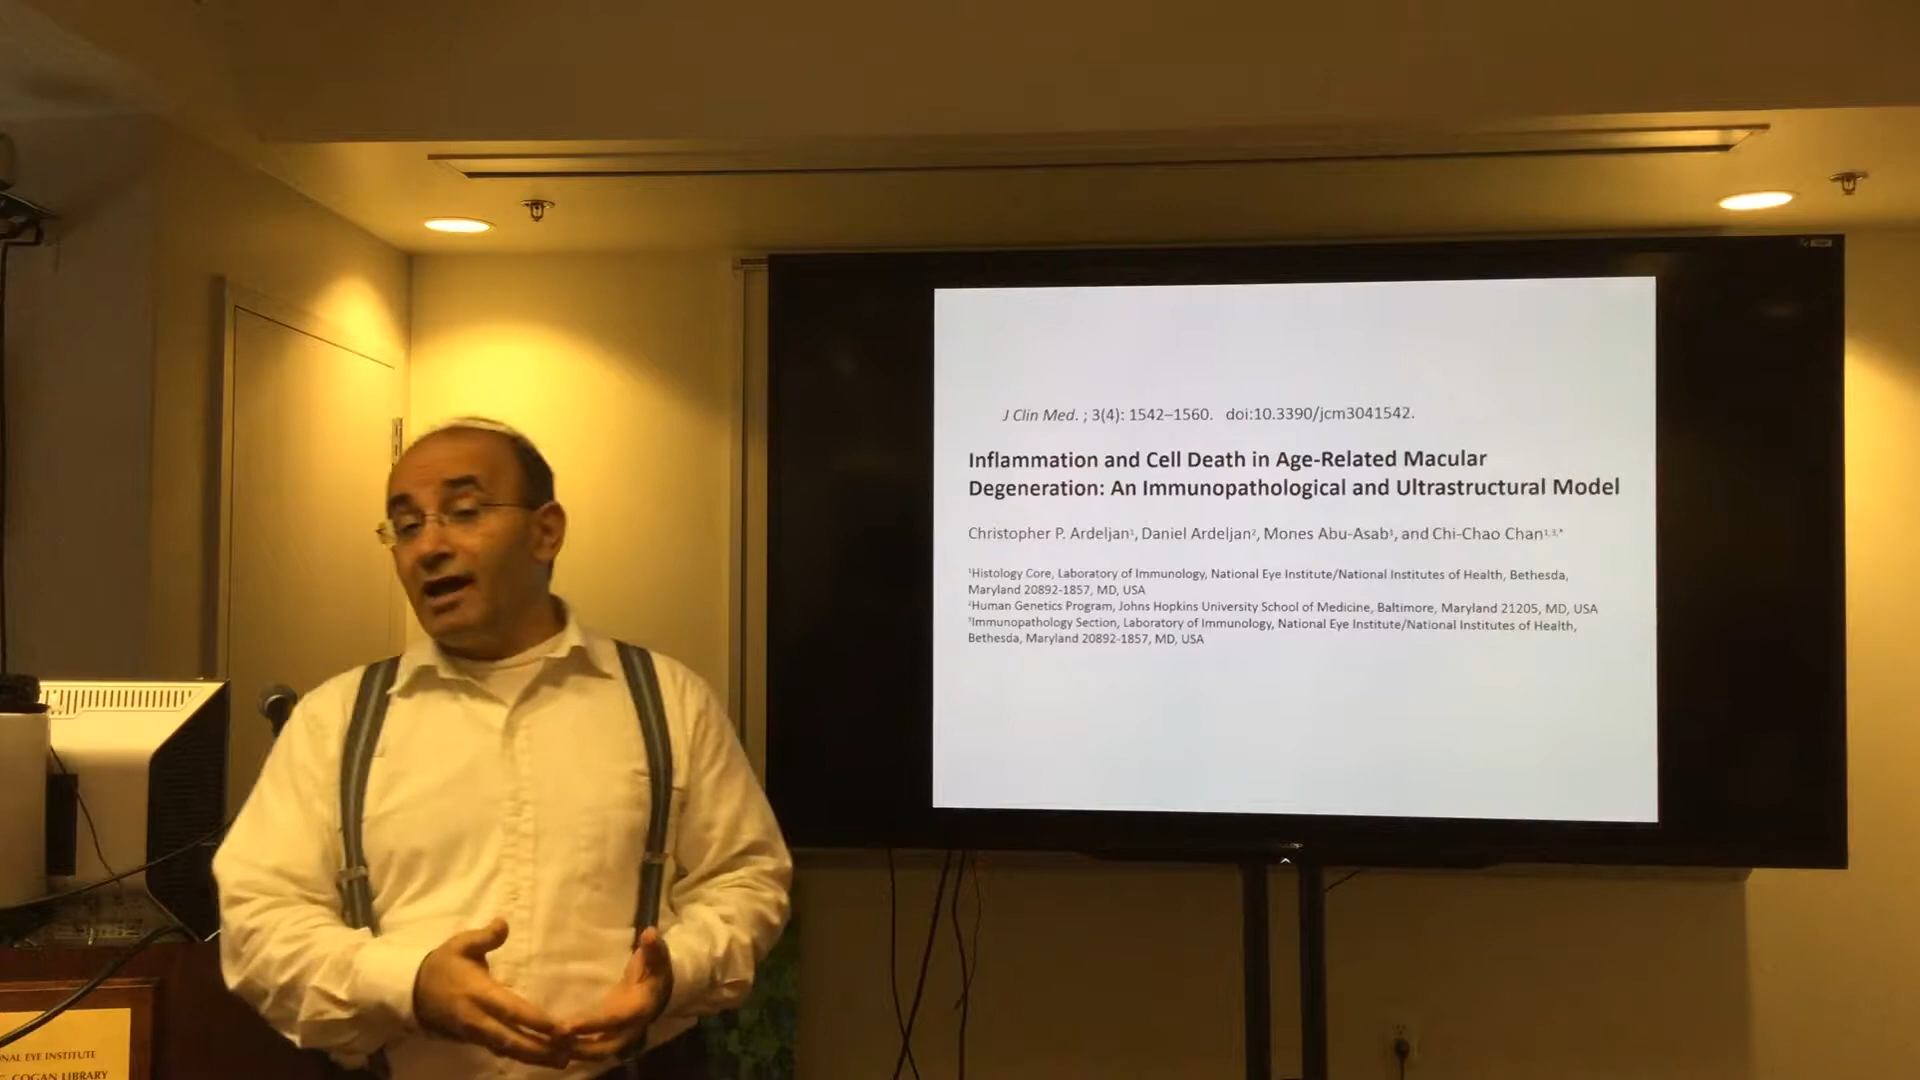 J Clin Med. ; 3(4): 1542–1560. doi:10.3390/jcm3041542.
Inflammation and Cell Death in Age-Related Macular
Degeneration: An Immunopathological and Ultrastructural Model
Christopher P. Ardeljan¹, Daniel Ardeljan², Mones Abu-Asab¹, and Chi-Chao Chan¹,³,*
¹Histology Core, Laboratory of Immunology, National Eye Institute/National Institutes of Health, Bethesda,
Maryland 20892-1857, MD, USA
²Human Genetics Program, Johns Hopkins University School of Medicine, Baltimore, Maryland 21205, MD, USA
³Immunopathology Section, Laboratory of Immunology, National Eye Institute/National Institutes of Health,
Bethesda, Maryland 20892-1857, MD, USA
NAL EYE INSTITUTE
COGAN LIBRARY